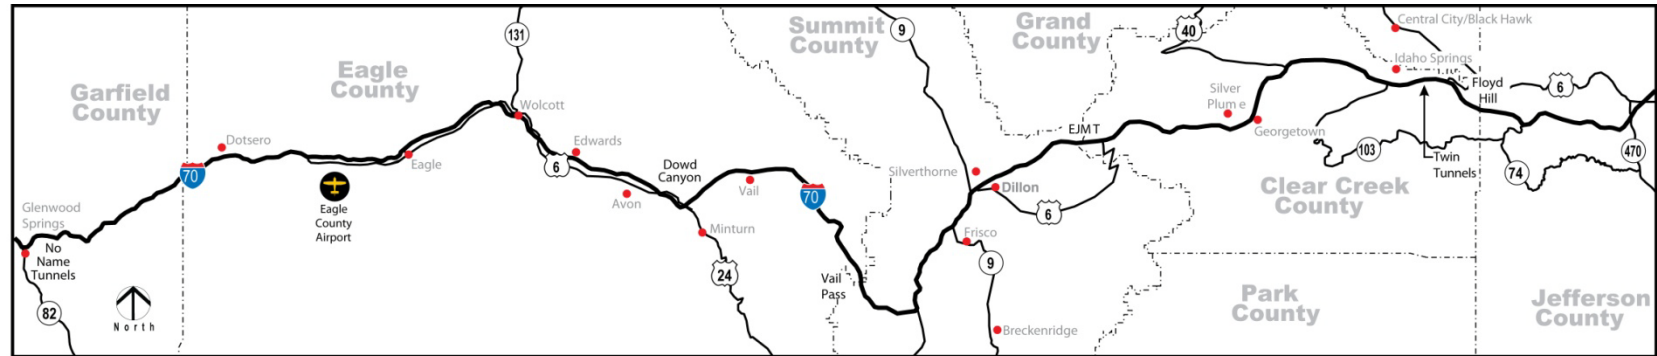 Garfield
County
Eagle
County
Summit
County
Grand
County
Clear Creek
County
Park
County
Jefferson
County
131
9
40
Central City/Black Hawk
Idaho Springs
Floyd
Hill
6
Silver
Plum e
Georgetown
EJMT
103
Twin
Tunnels
74
470
Wolcott
Dotsero
Edwards
Eagle
6
Dowd
Canyon
Silverthorne
Dillon
6
70
Eagle
County
Airport
Avon
Vail
70
Glenwood
Springs
No
Name
Tunnels
Minturn
24
Frisco
9
Vail
Pass
82
North
Breckenridge